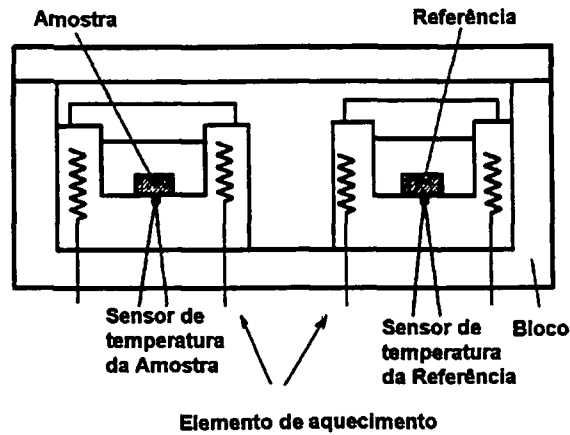 Amostra
Referência
Sensor de
temperatura
da Amostra
Sensor de
temperatura
da Referência
Bloco
Elemento de aquecimento